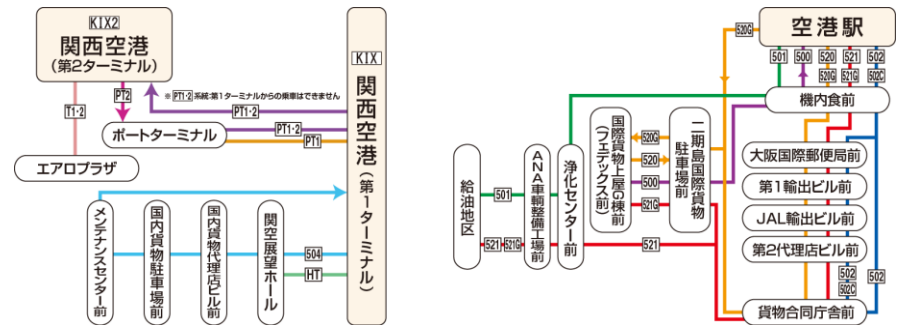 KIX2
関西空港
(第2ターミナル)
T1・2
PT2
※ PT1・2 系統:第1ターミナルからの乗車はできません
PT1・2
PT1・2
PT1
ポートターミナル
エアロプラザ
KIX
関西空港(第1ターミナル)
メンテナンスセンター前
国内貨物駐車場前
国内貨物代理店ビル前
関空展望ホール
504
HT
空港駅
520G
501
500
520
521
502
520G
521G
502C
機内食前
大阪国際郵便局前
第1輸出ビル前
JAL輸出ビル前
第2代理店ビル前
502
502C
502
貨物合同庁舎前
二期島国際貨物
駐車場前
520G
520
500
521G
国際貨物上屋G棟前
(フェデックス前)
浄化センター前
ANA車輌整備工場前
給油地区
501
521
521G
521